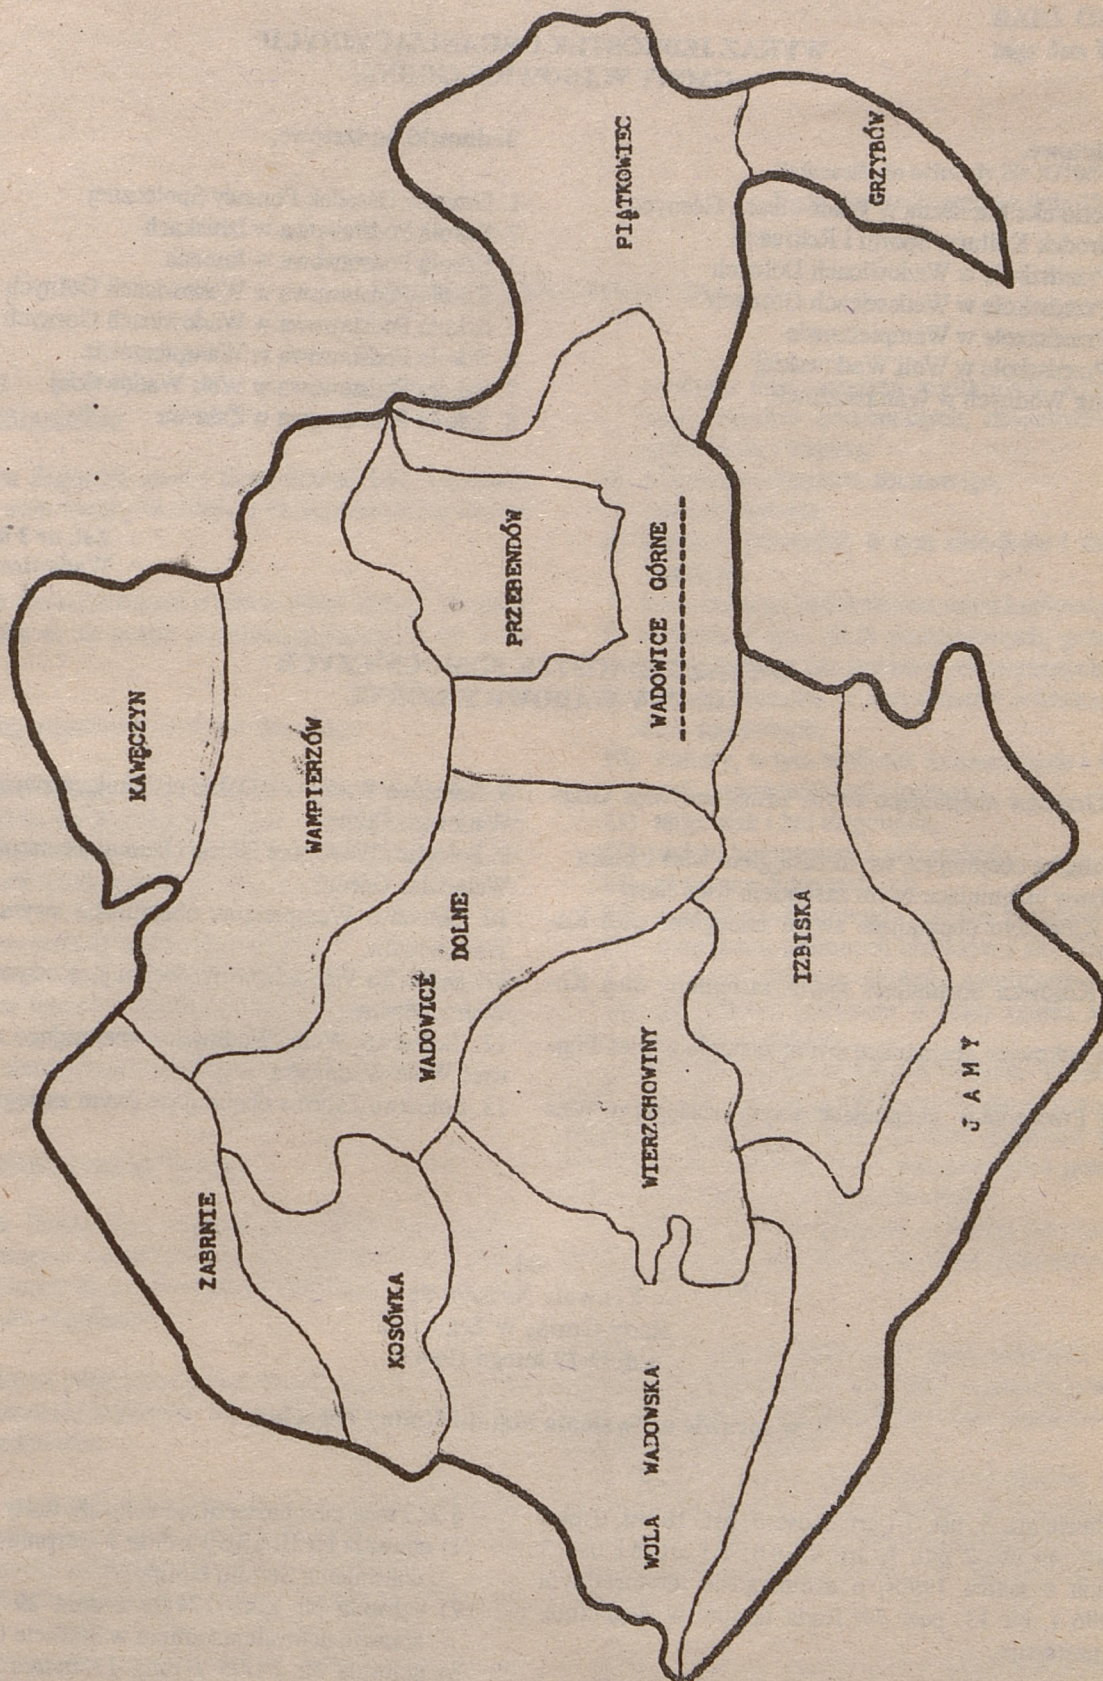 KAWĘCZYN
ZABRNIE
WAMPIERZÓW
KOSÓWKA
WADOWICE
DOLNE
PRZEBENDÓW
PIĄTKOWIEC
WOLA WADOWSKA
WIERZCHOWINY
WADOWICE GÓRNE
IZBISKA
GRZYBÓW
J A M Y